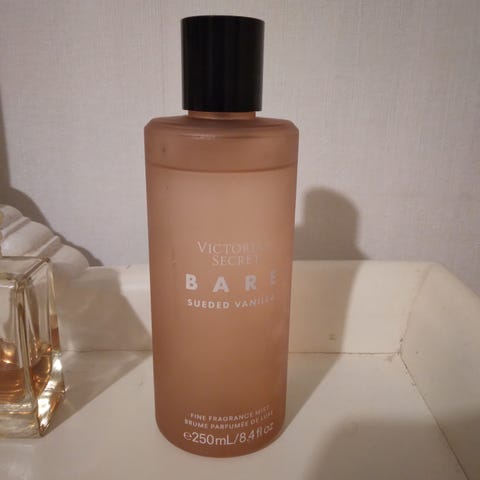 VICTORIA'S
SECRET
BARE
SUEDED VANILLA
FINE FRAGRANCE MIST
BRUME PARFUMÉE DE LUXE
℮250mL/8.4 fl oz